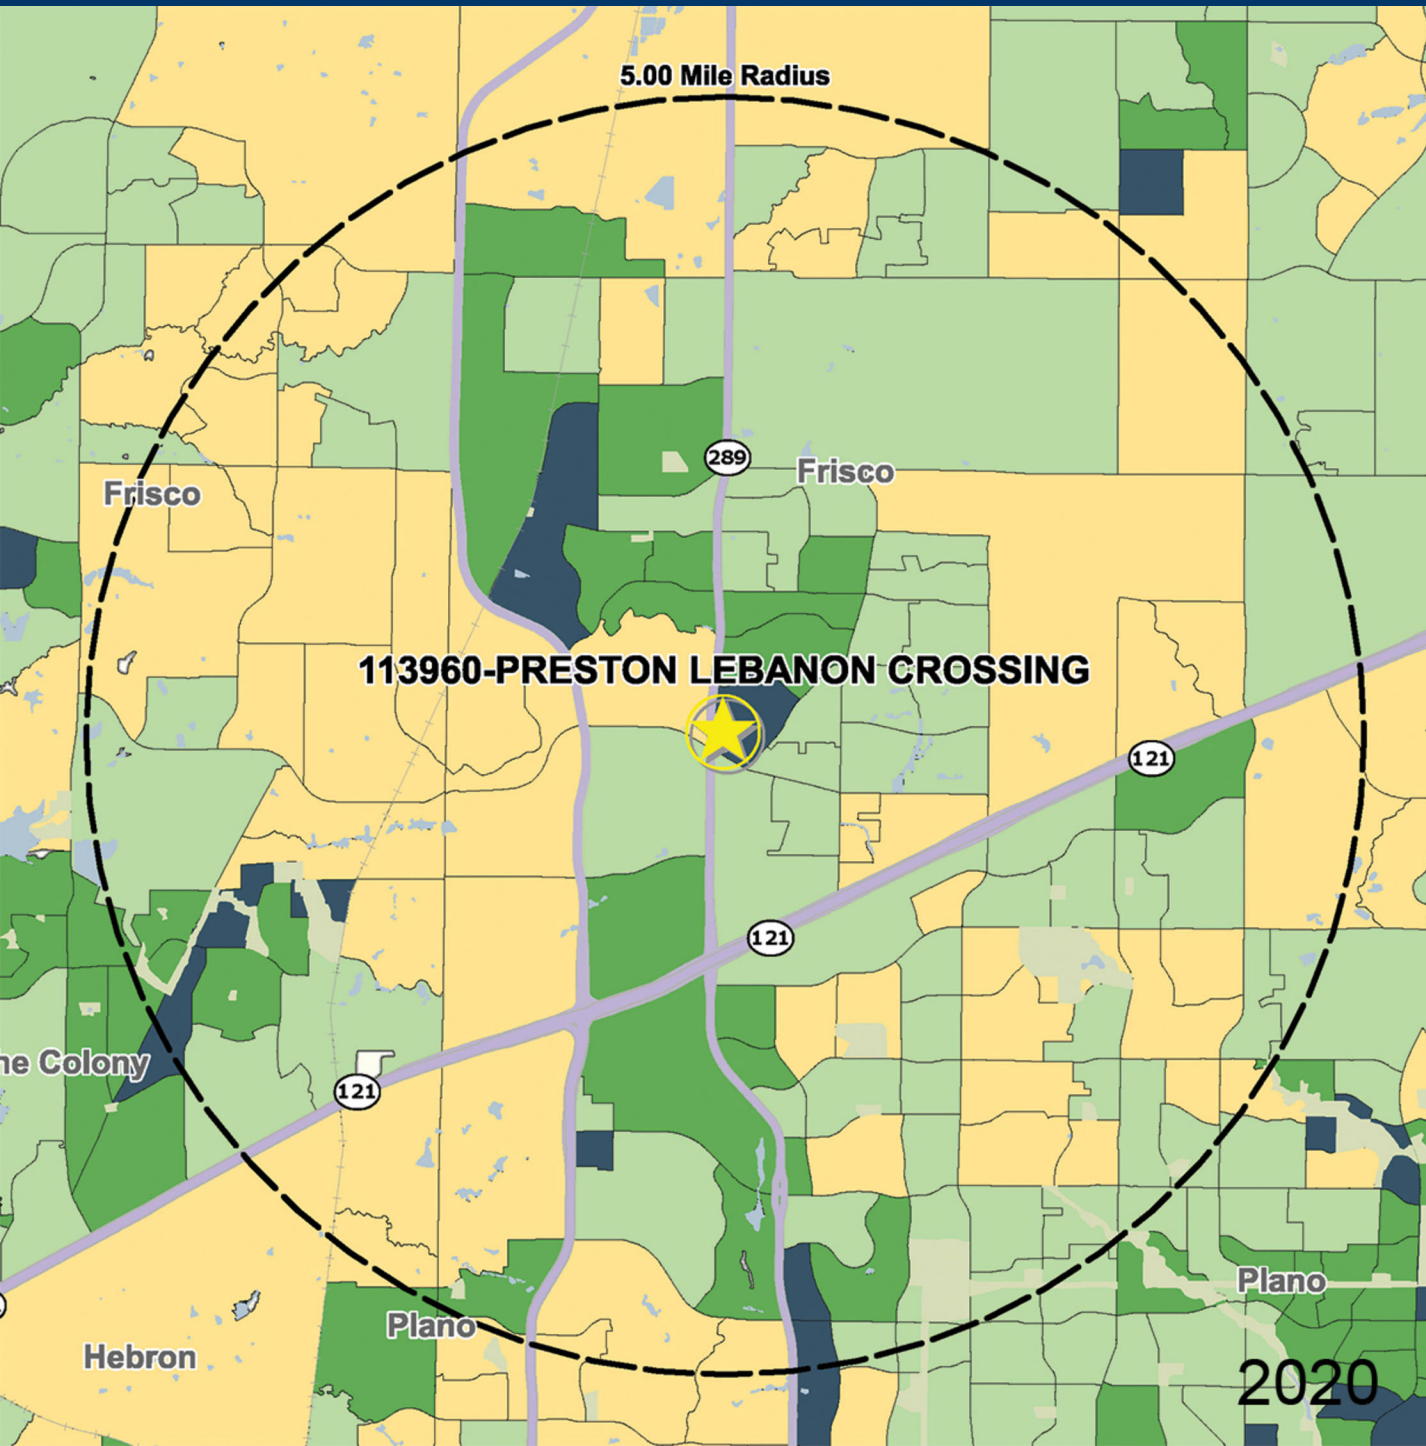 5.00 Mile Radius
289
Frisco
Frisco
113960-PRESTON LEBANON CROSSING
121
121
he Colony
121
Plano
Plano
Hebron
2020